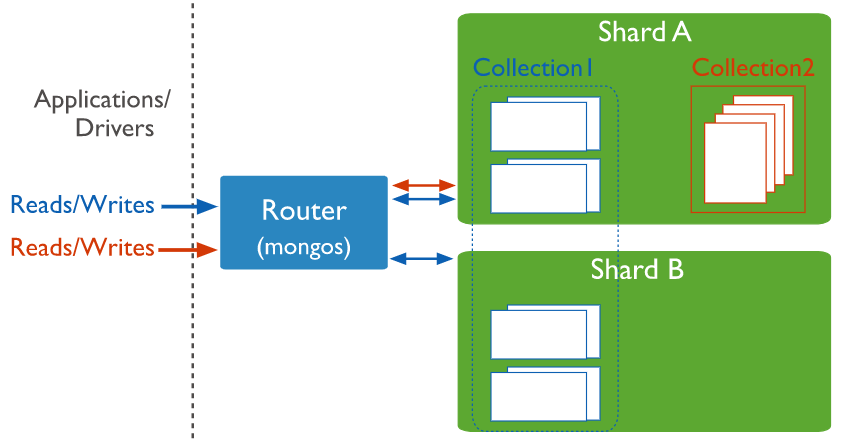 Shard A
Collection1
Collection2
Applications/
Drivers
Reads/Writes
Reads/Writes
Router
(mongos)
Shard B